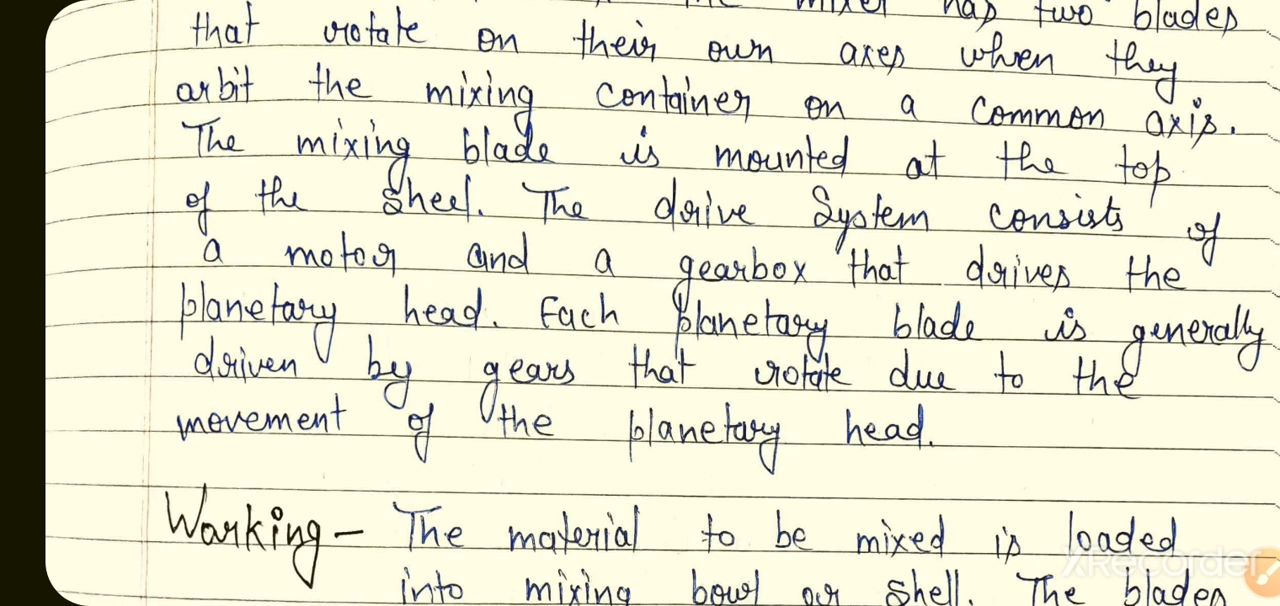 the mixer has two blades
that rotate on their own axes when they
orbit the mixing container on a common axis.
The mixing blade is mounted at the top
of the shell. The drive System consists of
a motor and a gearbox that drives the
planetary head. Each planetary blade is generally
driven by gears that rotate due to the
movement of the planetary head.
Working – The material to be mixed is loaded
into mixing bowl or shell. The blades
XRecorder